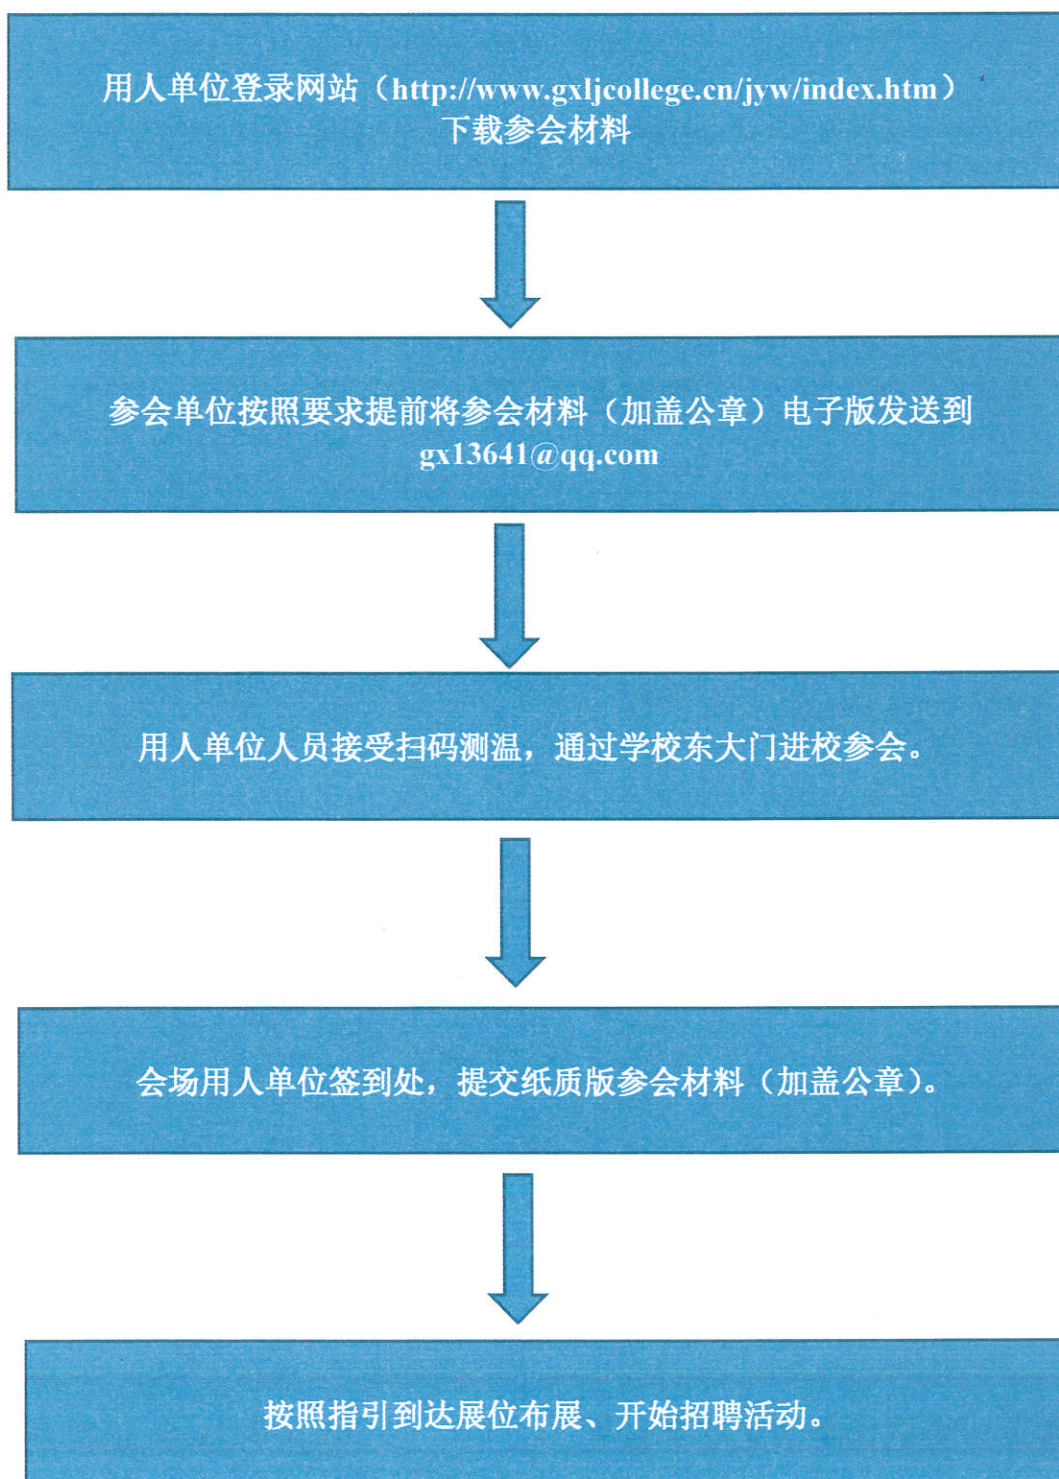 用人单位登录网站（http://www.gxljcollege.cn/jyw/index.htm）
下载参会材料
参会单位按照要求提前将参会材料（加盖公章）电子版发送到
gx13641@qq.com
用人单位人员接受扫码测温，通过学校东大门进校参会。
会场用人单位签到处，提交纸质版参会材料（加盖公章）。
按照指引到达展位布展、开始招聘活动。